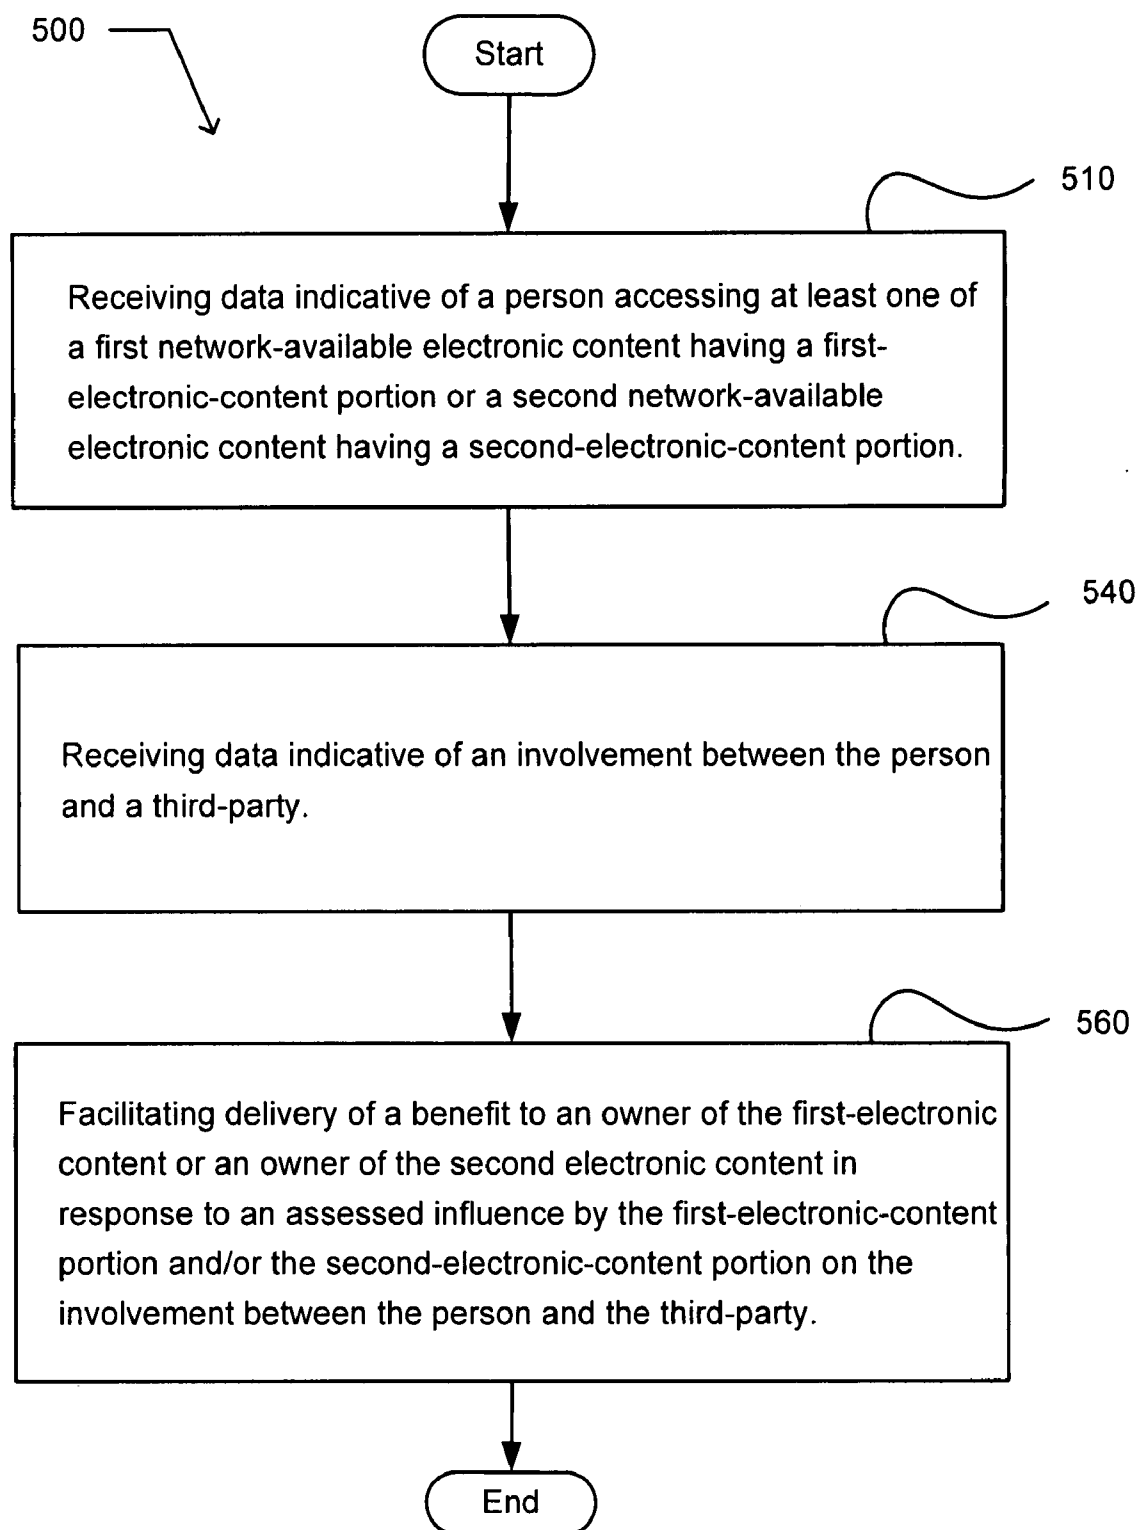 500
Start
510
Receiving data indicative of a person accessing at least one of
a first network-available electronic content having a first-
electronic-content portion or a second network-available
electronic content having a second-electronic-content portion.
540
Receiving data indicative of an involvement between the person
and a third-party.
560
Facilitating delivery of a benefit to an owner of the first-electronic
content or an owner of the second electronic content in
response to an assessed influence by the first-electronic-content
portion and/or the second-electronic-content portion on the
involvement between the person and the third-party.
End